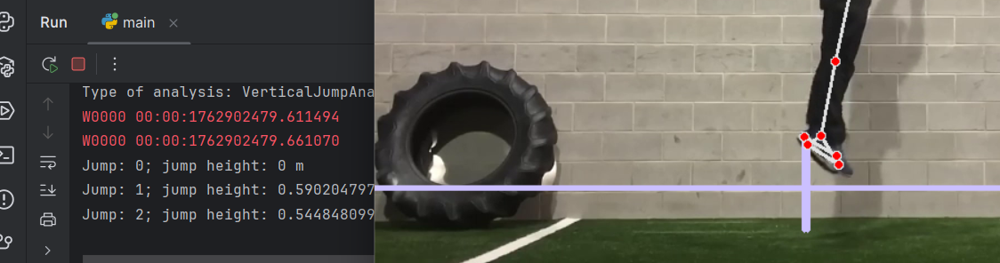 Run
main
Type of analysis: VerticalJumpAna
W0000 00:00:1762902479.611494
W0000 00:00:1762902479.661070
Jump: 0; jump height: 0 m
Jump: 1; jump height: 0.590204797
Jump: 2; jump height: 0.544848099